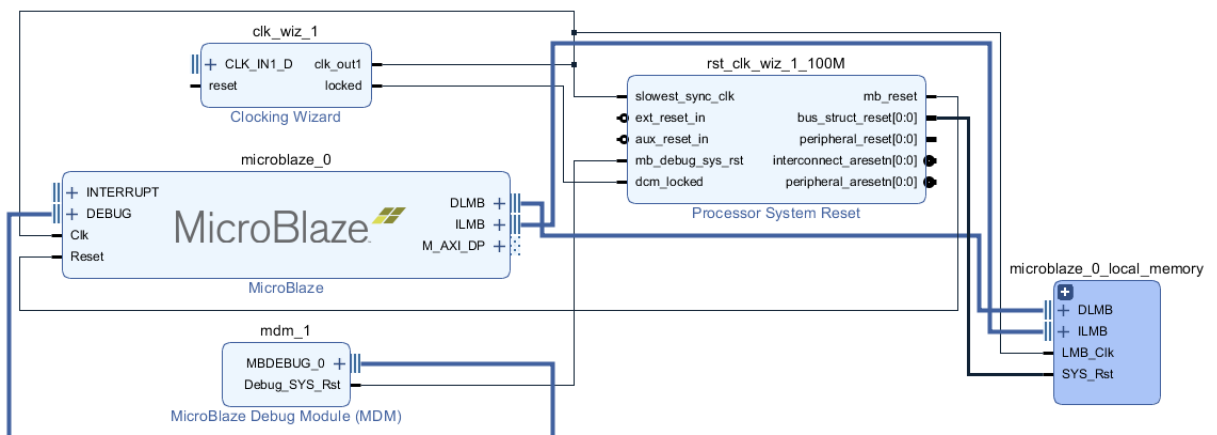 clk_wiz_1
CLK_IN1_D clk_out1
reset locked
Clocking Wizard
rst_clk_wiz_1_100M
slowest_sync_clk mb_reset
ext_reset_in bus_struct_reset[0:0]
aux_reset_in peripheral_reset[0:0]
mb_debug_sys_rst interconnect_aresetn[0:0]
dcm_locked peripheral_aresetn[0:0]
Processor System Reset
microblaze_0
INTERRUPT
DEBUG
Clk
Reset
MicroBlaze
DLMB
ILMB
M_AXI_DP
MicroBlaze
microblaze_0_local_memory
DLMB
ILMB
LMB_Clk
SYS_Rst
mdm_1
MBDEBUG_0
Debug_SYS_Rst
MicroBlaze Debug Module (MDM)